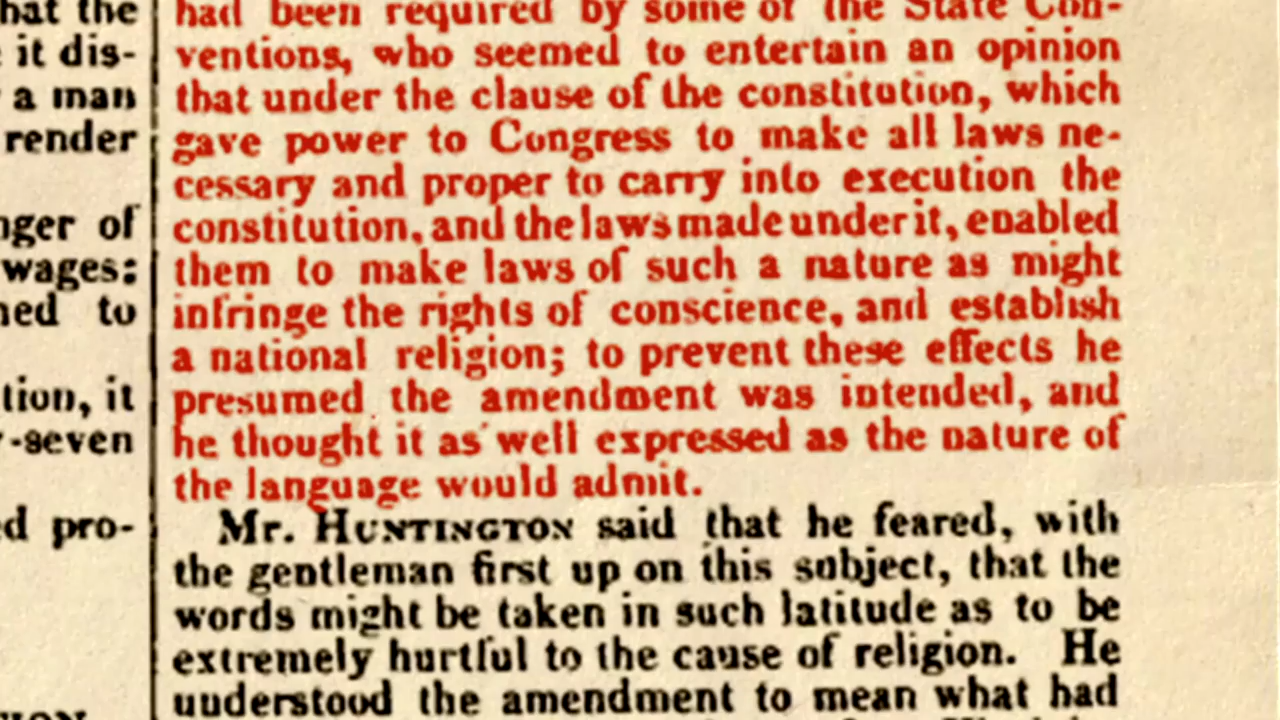 hat the
it dis-
a man
render
nger of
wages:
ned to
tion, it
-seven
d pro-
had been required by some of the State Con-
ventions, who seemed to entertain an opinion
that under the clause of the constitution, which
gave power to Congress to make all laws ne-
cessary and proper to carry into execution the
constitution, and the laws made under it, enabled
them to make laws of such a nature as might
infringe the rights of conscience, and establish
a national religion; to prevent these effects he
presumed the amendment was intended, and
he thought it as well expressed as the nature of
the language would admit.
Mr. HUNTINGTON said that he feared, with
the gentleman first up on this subject, that the
words might be taken in such latitude as to be
extremely hurtful to the cause of religion. He
understood the amendment to mean what had